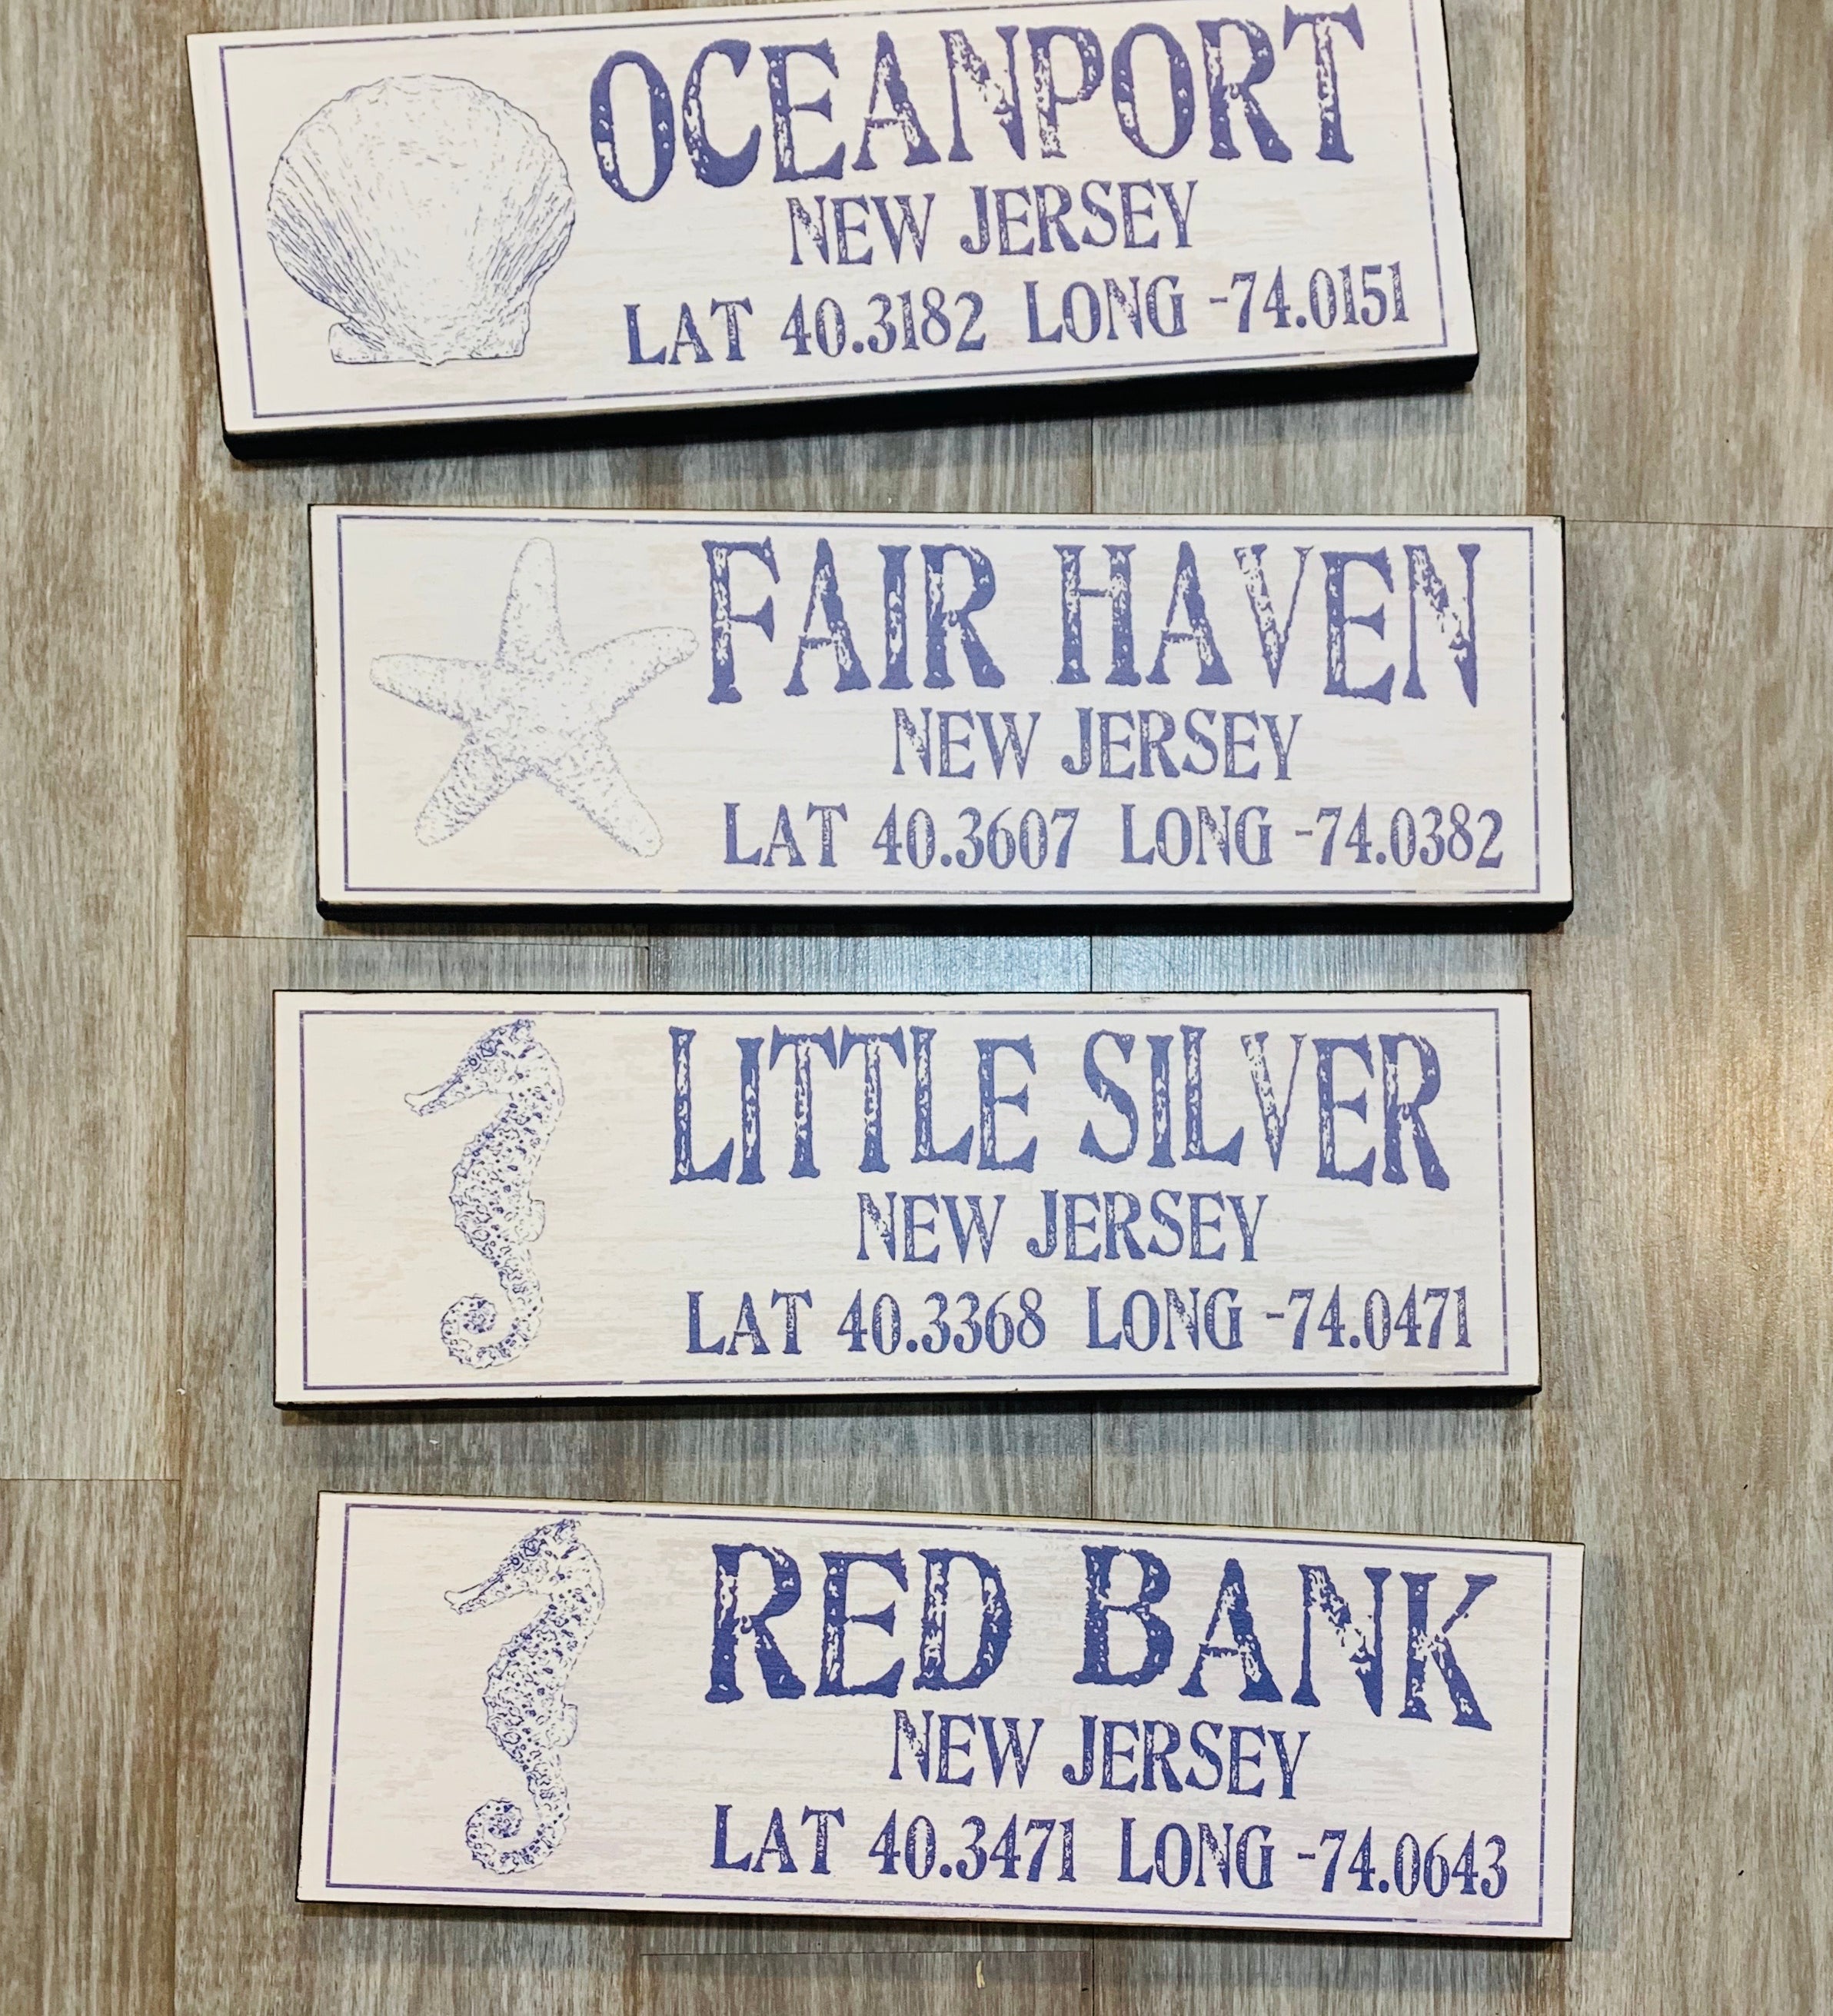 OCEANPORT
NEW JERSEY
LAT 40.3182 LONG -74.0151
FAIR HAVEN
NEW JERSEY
LAT 40.3607 LONG -74.0382
LITTLE SILVER
NEW JERSEY
LAT 40.3368 LONG -74.0471
RED BANK
NEW JERSEY
LAT 40.3471 LONG -74.0643